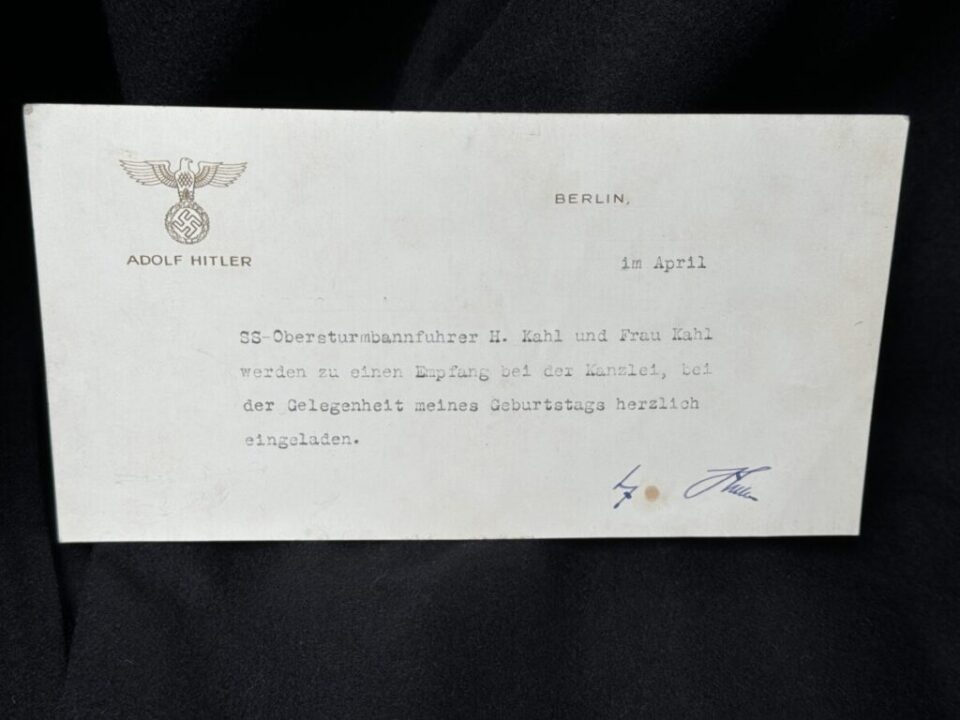 ADOLF HITLER
BERLIN,
im April
SS-Obersturmbannfuhrer H. Kahl und Frau Kahl
werden zu einen Empfang bei der Kanzlei, bei
der Gelegenheit meines Geburtstags herzlich
eingeladen.